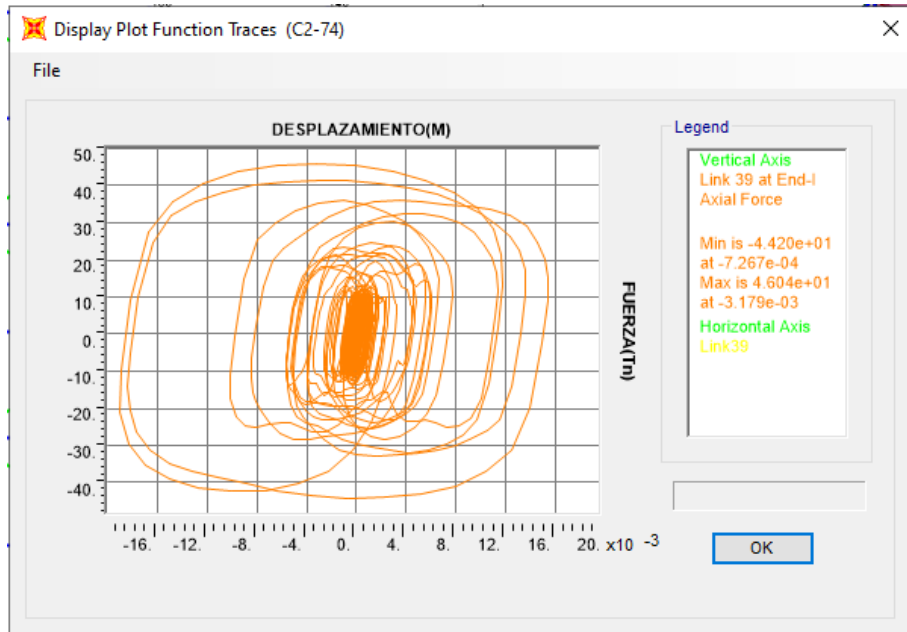 Display Plot Function Traces (C2-74)
File
DESPLAZAMIENTO(M)
50.
40.
30.
20.
10.
0.
-10.
-20.
-30.
-40.
-16. -12. -8. -4. 0. 4. 8. 12. 16. 20. x10 -3
FUERZA(Tn)
Legend
Vertical Axis
Link 39 at End-I
Axial Force
Min is -4.420e+01
at -7.267e-04
Max is 4.604e+01
at -3.179e-03
Horizontal Axis
Link39
OK